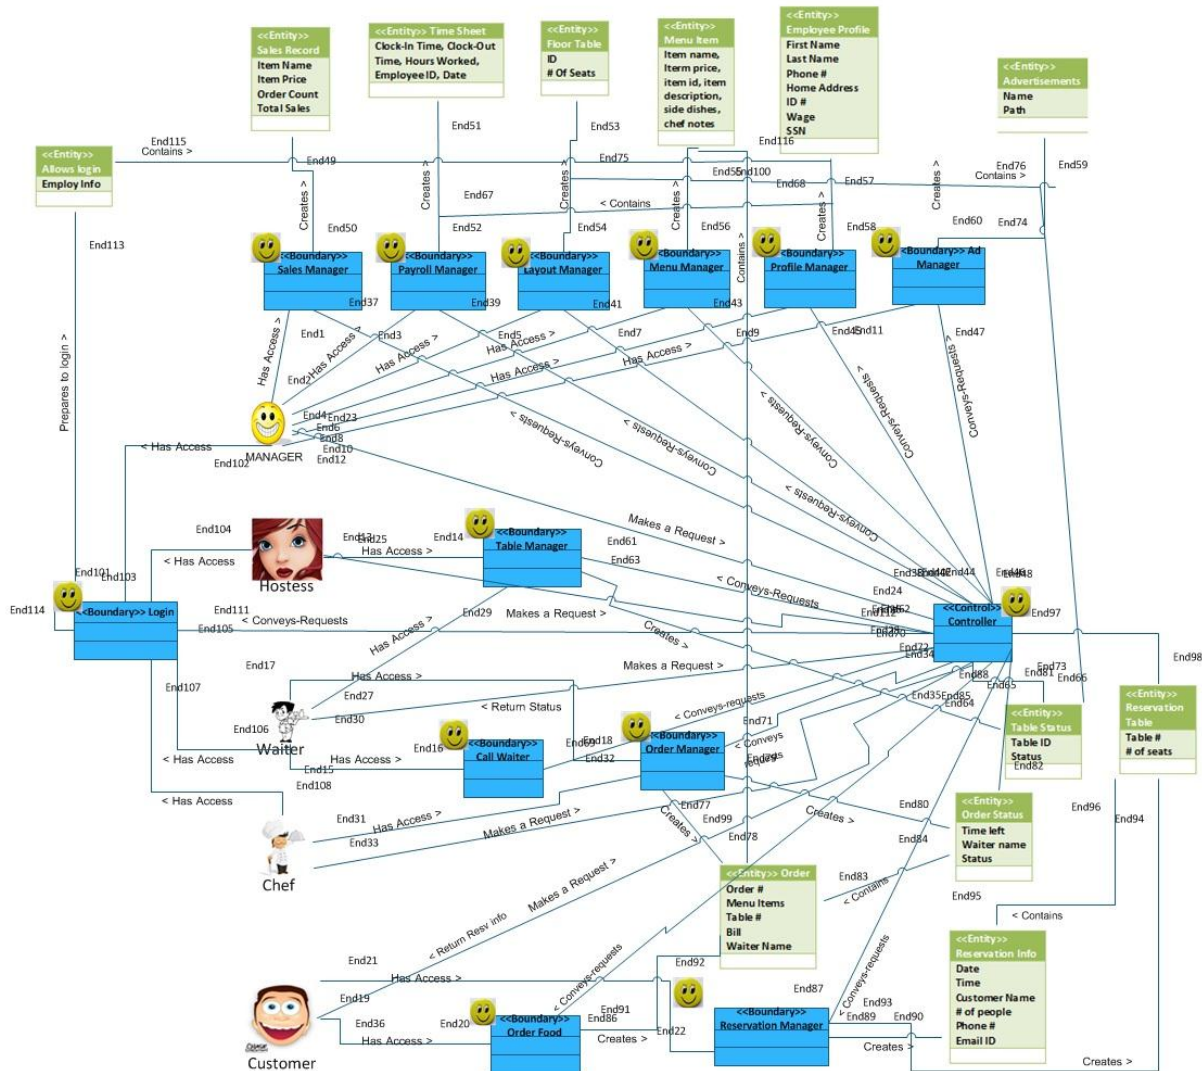 <<Entity>>
Sales Record
Item Name
Item Price
Order Count
Total Sales
<<Entity>> Time Sheet
Clock-In Time, Clock-Out
Time, Hours Worked,
Employee ID, Date
<<Entity>>
Floor Table
ID
# Of Seats
<<Entity>>
Menu Item
Item name,
Iterm price,
item id, item
description,
side dishes,
chef notes
<<Entity>>
Employee Profile
First Name
Last Name
Phone #
Home Address
ID #
Wage
SSN
<<Entity>>
Advertisements
Name
Path
<<Entity>>
Allows login
Employ Info
End115
Contains >
End49
End51
End53
End75
End116
End76
Contains >
End59
Creates >
Creates >
Creates >
Creates >
Creates >
Creates >
End67
End100
End68
End57
< Contains
End113
End50
End52
End54
End56
End58
End60
End74
Contains >
<<Boundary>>
Sales Manager
<<Boundary>>
Payroll Manager
<<Boundary>>
Layout Manager
<<Boundary>>
Menu Manager
<<Boundary>>
Profile Manager
<<Boundary>> Ad
Manager
End37
End39
End41
End43
End11
End47
End1
End3
End5
End7
End9
Prepares to login >
Has Access >
Has Access >
Has Access >
Has Access >
Has Access >
End2
End4
End23
End6
End8
End10
End12
MANAGER
< Has Access
End102
< Conveys-Requests
< Conveys-Requests
< Conveys-Requests
< Conveys-Requests
< Conveys-Requests
< Conveys-Requests
Makes a Request >
End104
End25
Has Access >
End14
<<Boundary>>
Table Manager
End61
End63
< Has Access
Hostess
End101
End103
End114
<<Boundary>> Login
End111
< Conveys-Requests
End105
End29
Makes a Request >
< Conveys-Requests
Creates >
End24
End44
End48
<<Control>>
Controller
End97
End98
End70
End72
End34
End88
End65
End73
End81
End66
Has Access >
End17
End107
Has Access >
End27
End30
End106
Waiter
Makes a Request >
< Return Status
< Conveys-requests
End35
End85
End64
End16
<<Boundary>>
Call Waiter
End18
End32
<<Boundary>>
Order Manager
End71
< Conveys
requests
End15
Has Access >
End108
< Has Access
< Has Access
<<Entity>>
Table Status
Table ID
Status
End82
<<Entity>>
Reservation
Table
Table #
# of seats
End31
Has Access >
End33
Makes a Request >
Chef
End77
End99
End78
Creates >
Creates >
End80
End84
<<Entity>>
Order Status
Time left
Waiter name
Status
End96
End94
<<Entity>> Order
Order #
Menu Items
Table #
Bill
Waiter Name
End83
< Contains
End95
< Contains
Makes a Request >
< Return Resv info
< Conveys-requests
< Conveys-requests
<<Entity>>
Reservation Info
Date
Time
Customer Name
# of people
Phone #
Email ID
End21
Has Access >
End19
End36
End20
Has Access >
Customer
<<Boundary>>
Order Food
End92
End91
End86
End22
Creates >
<<Boundary>>
Reservation Manager
End87
End93
End89
End90
Creates >
Creates >